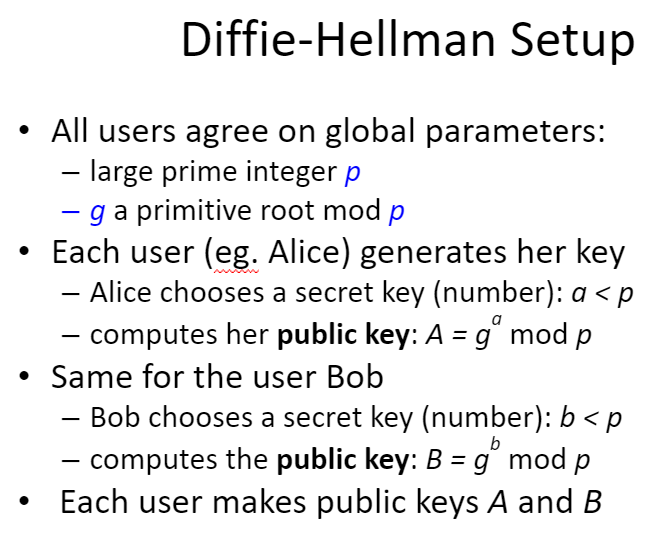 Diffie-Hellman Setup
• All users agree on global parameters:
– large prime integer p
– g a primitive root mod p
• Each user (eg. Alice) generates her key
– Alice chooses a secret key (number): a < p
– computes her public key: A = g^a mod p
• Same for the user Bob
– Bob chooses a secret key (number): b < p
– computes the public key: B = g^b mod p
• Each user makes public keys A and B